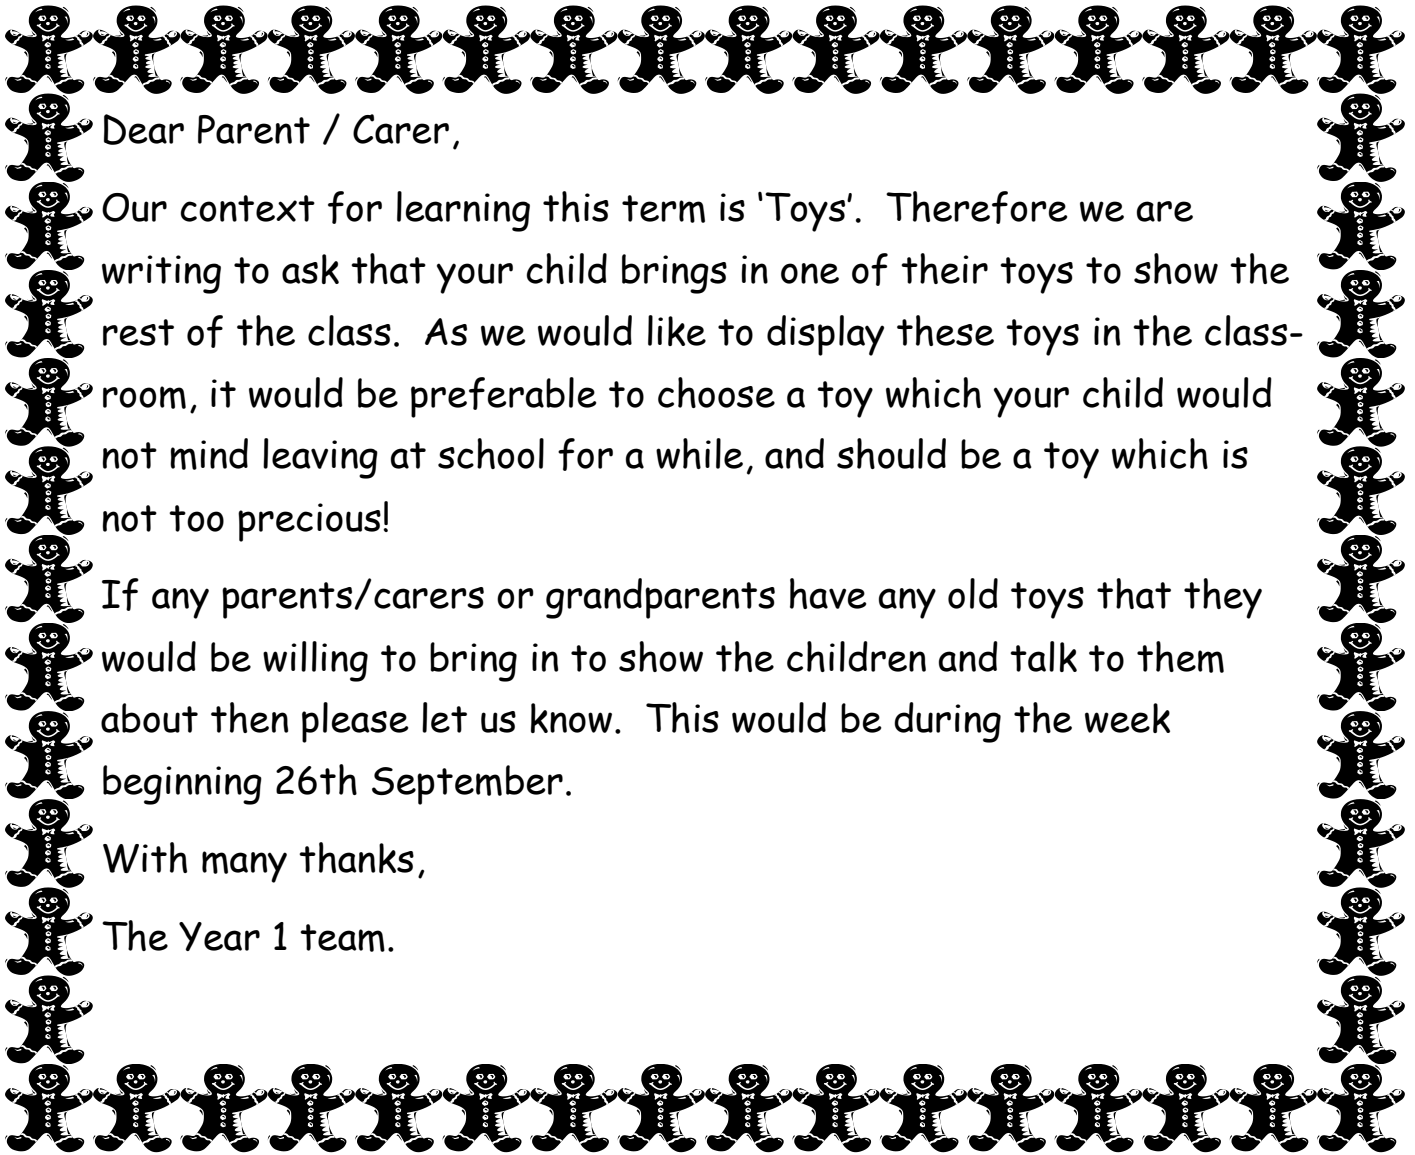 Dear Parent / Carer,
Our context for learning this term is ‘Toys’.  Therefore we are
writing to ask that your child brings in one of their toys to show the
rest of the class.  As we would like to display these toys in the class-
room, it would be preferable to choose a toy which your child would
not mind leaving at school for a while, and should be a toy which is
not too precious!
If any parents/carers or grandparents have any old toys that they
would be willing to bring in to show the children and talk to them
about then please let us know.  This would be during the week
beginning 26th September.
With many thanks,
The Year 1 team.